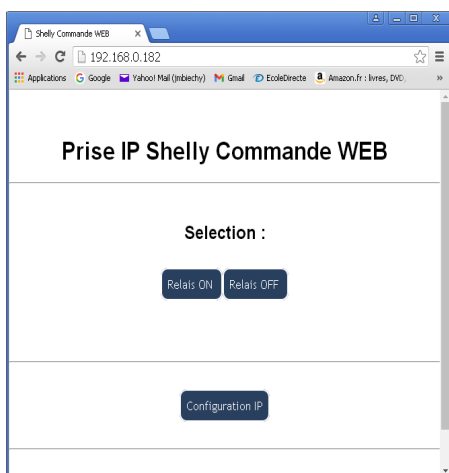 Shelly Commande WEB
192.168.0.182
Applications Google Yahoo! Mail (jmbiechy) Gmail EcoleDirecte Amazon.fr : livres, DVD, »
Prise IP Shelly Commande WEB
Selection :
Relais ON Relais OFF
Configuration IP